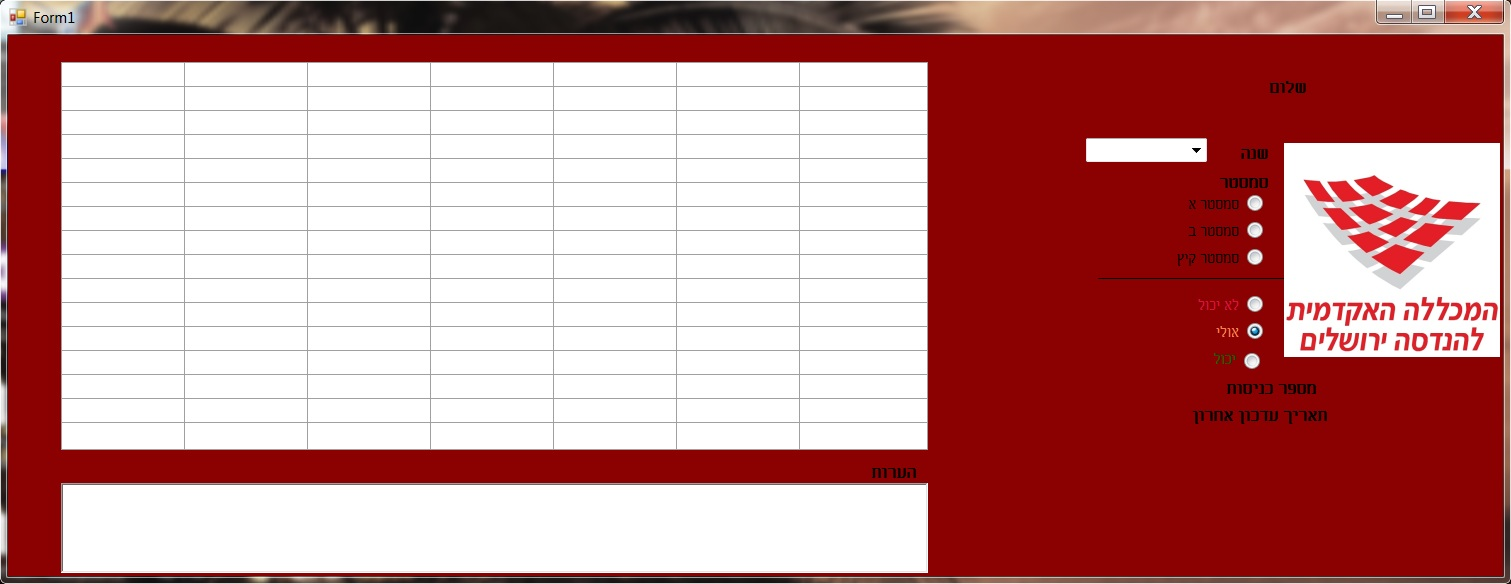 Form1
שלום
שנה
סמסטר
סמסטר א
סמסטר ב
סמסטר קיץ
לא יכול
אולי
יכול
המכללה האקדמית
להנדסה ירושלים
מספר כניסות
תאריך עדכון אחרון
הערות